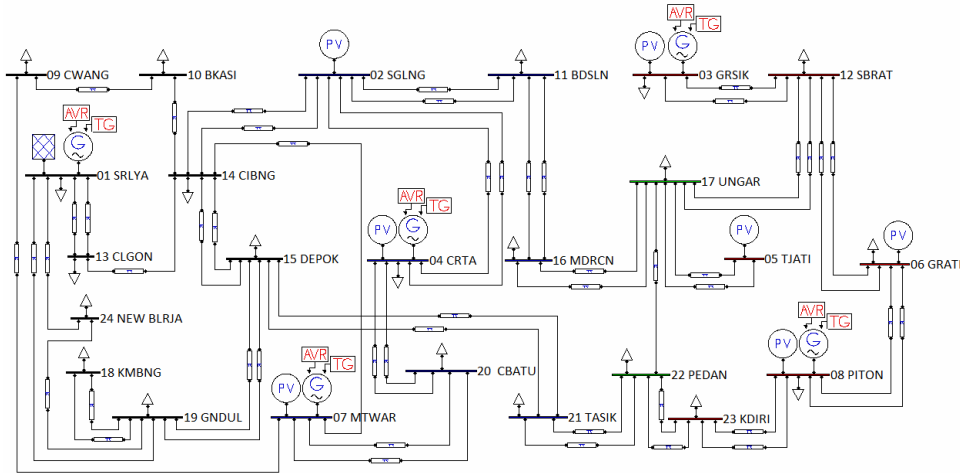 AVR
TG
PV
PV
G
09 CWANG
10 BKASI
02 SGLNG
11 BDSLN
03 GRSIK
12 SBRAT
AVR
TG
G
01 SRLYA
14 CIBNG
17 UNGAR
AVR
TG
PV
G
PV
PV
13 CLGON
15 DEPOK
04 CRTA
16 MDRCN
05 TJATI
06 GRATI
24 NEW BLRJA
AVR
TG
PV
G
AVR
TG
PV
G
18 KMBNG
20 CBATU
22 PEDAN
08 PITON
19 GNDUL
07 MTWAR
21 TASIK
23 KDIRI